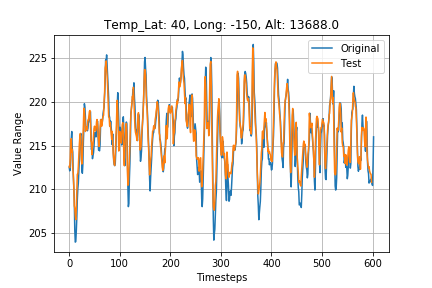 Temp_Lat: 40, Long: -150, Alt: 13688.0
Value Range
225
220
215
210
205
Original
Test
0 100 200 300 400 500 600
Timesteps